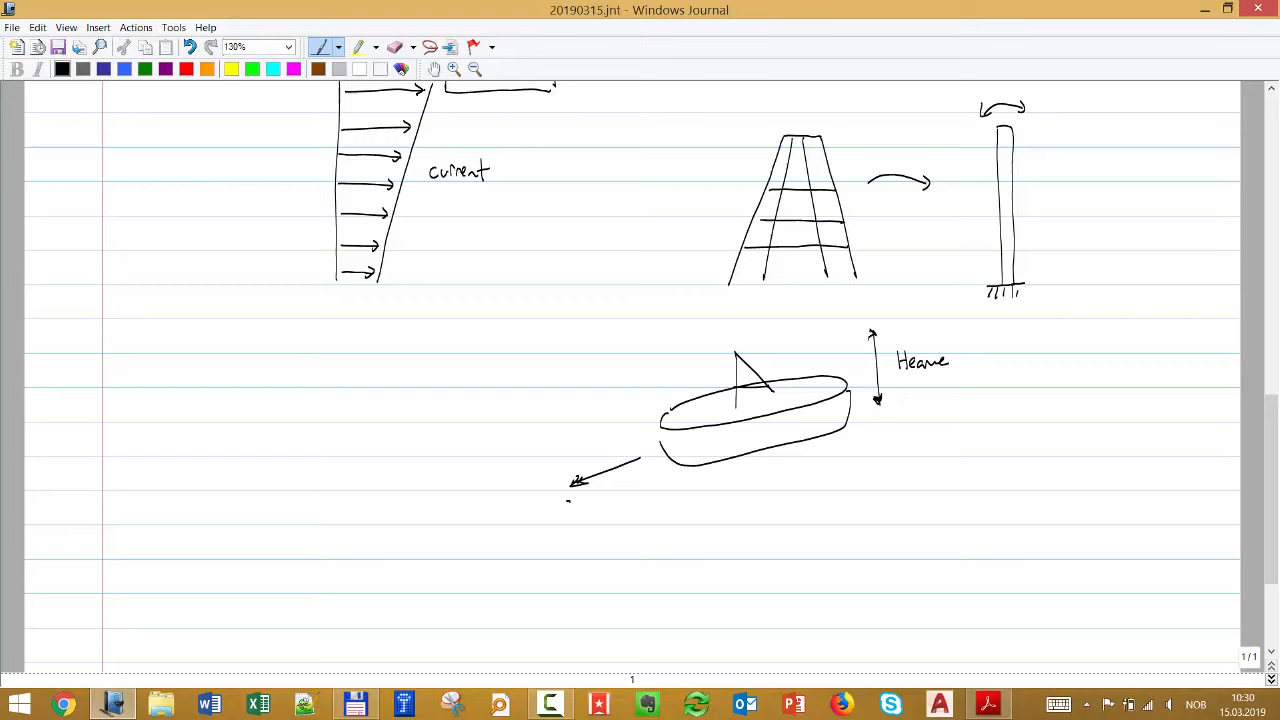 20190315.jnt - Windows Journal
File Edit View Insert Actions Tools Help
130%
B I
current
Heave
1 / 1
1
NOB
10:30
15.03.2019